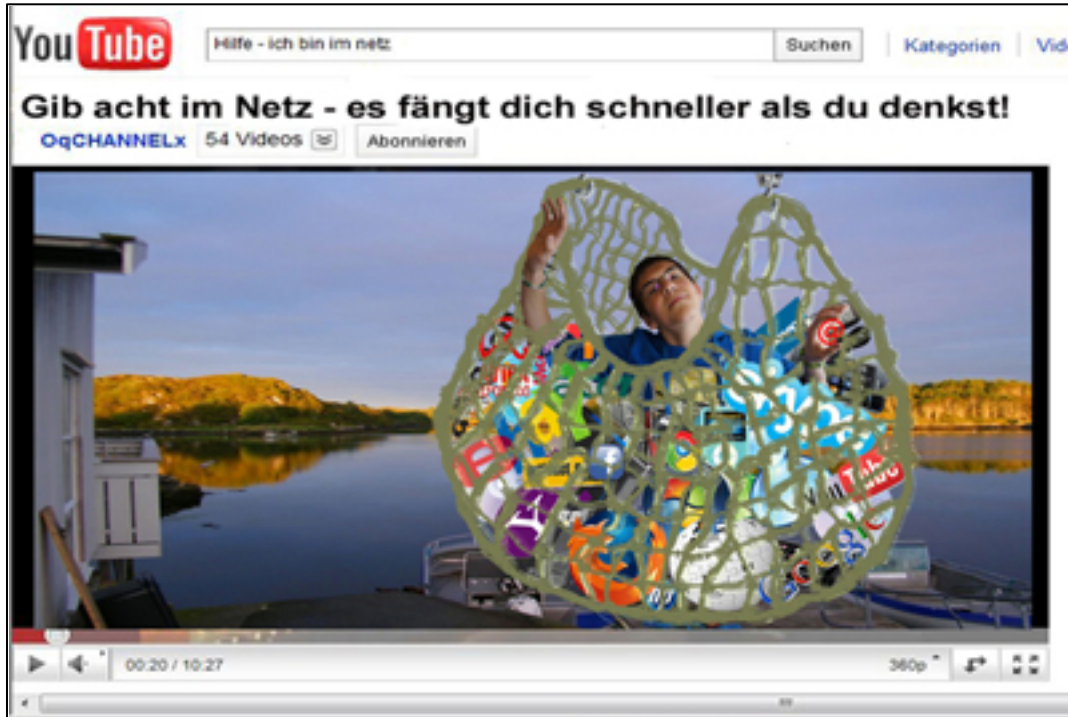 YouTube
Hilfe - ich bin im netz
Suchen
Kategorien
Gib acht im Netz - es fängt dich schneller als du denkst!
OqCHANNELx 54 Videos Abonnieren
YouTube
00:20 / 10:27
360p